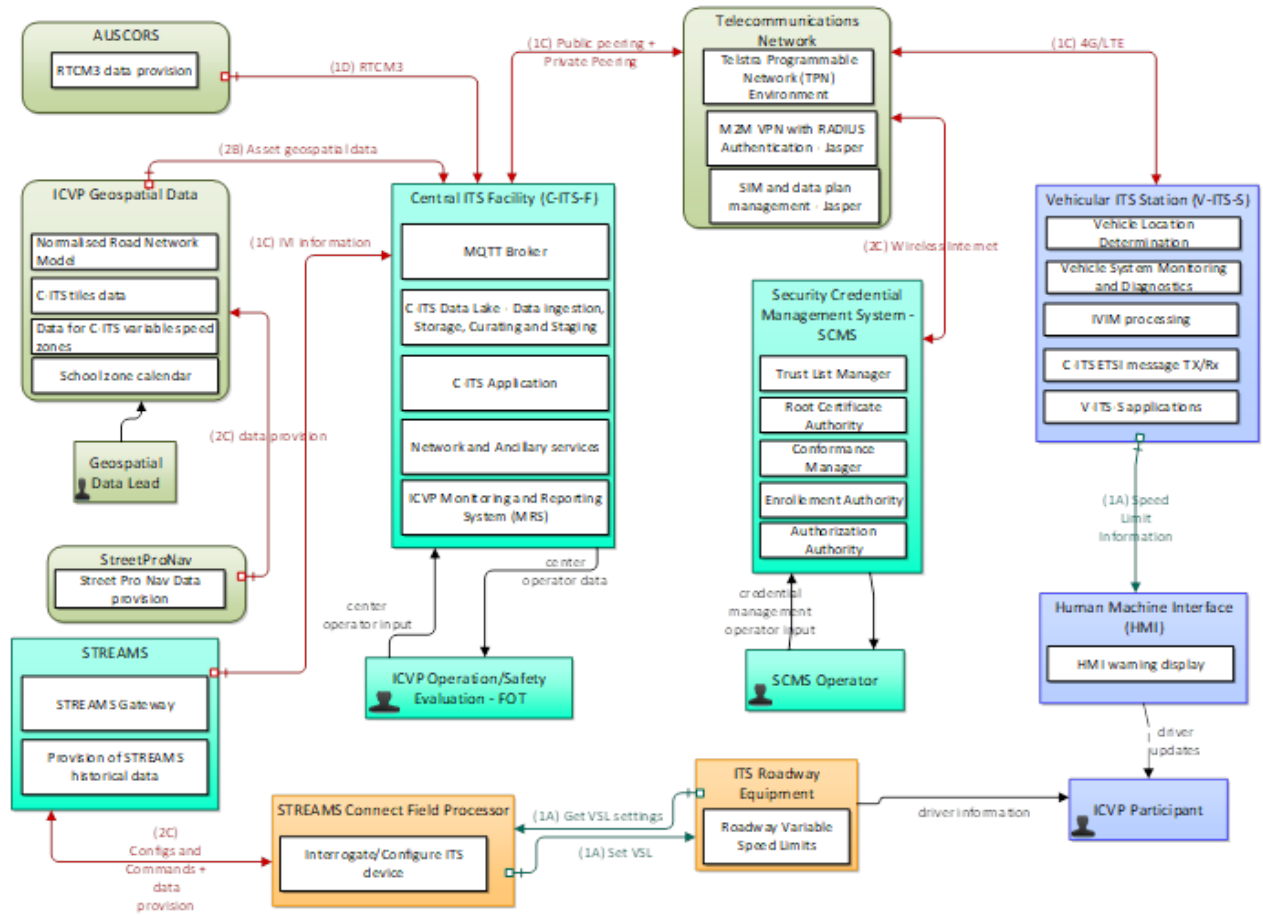 AUSCORS
RTCM3 data provision
(1D) RTCM3
(1C) Public peering +
Private Peering
Telecommunications
Network
Telstra Programmable
Network (TPN)
Environment
M2M VPN with RADIUS
Authentication - Jasper
SIM and data plan
management - Jasper
(1C) 4G/LTE
(2B) Asset geospatial data
ICVP Geospatial Data
Normalised Road Network
Model
C-ITS tiles data
Data for C-ITS variable speed
zones
School zone calendar
(1C) IVI information
(2C) data provision
Geospatial
Data Lead
StreetProNav
Street Pro Nav Data
provision
Central ITS Facility (C-ITS-F)
MQTT Broker
C-ITS Data Lake - Data ingestion,
Storage, Curating and Staging
C-ITS Application
Network and Ancillary services
ICVP Monitoring and Reporting
System (MRS)
(2C) Wireless Internet
Security Credential
Management System -
SCMS
Trust List Manager
Root Certificate
Authority
Conformance
Manager
Enrollement Authority
Authorization
Authority
Vehicular ITS Station (V-ITS-S)
Vehicle Location
Determination
Vehicle System Monitoring
and Diagnostics
IVIM processing
C-ITS ETSI message TX/Rx
V-ITS-S applications
(1A) Speed
Limit
Information
center
operator input
center
operator data
credential
management
operator input
Human Machine Interface
(HMI)
HMI warning display
STREAMS
STREAMS Gateway
Provision of STREAMS
historical data
ICVP Operation/Safety
Evaluation - FOT
SCMS Operator
driver
updates
(2C)
Configs and
Commands +
data
provision
STREAMS Connect Field Processor
Interrogate/Configure ITS
device
(1A) Get VSL settings
(1A) Set VSL
ITS Roadway
Equipment
Roadway Variable
Speed Limits
driver information
ICVP Participant